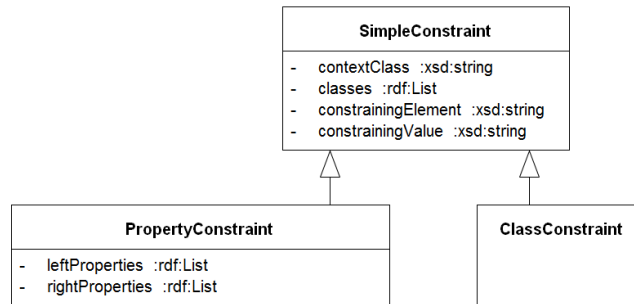 SimpleConstraint
- contextClass :xsd:string
- classes :rdf:List
- constrainingElement :xsd:string
- constrainingValue :xsd:string
PropertyConstraint
- leftProperties :rdf:List
- rightProperties :rdf:List
ClassConstraint